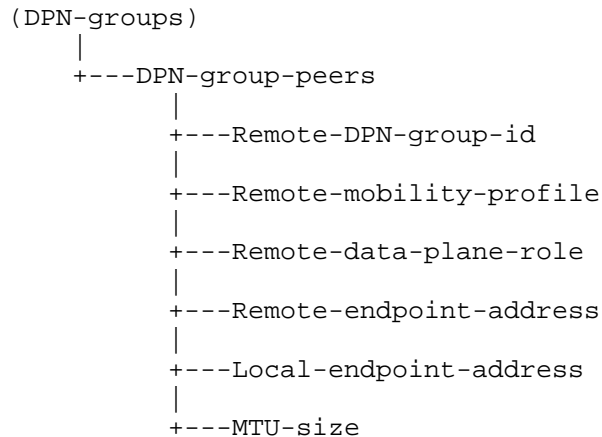 (DPN-groups)
|
+---DPN-group-peers
|
+---Remote-DPN-group-id
|
+---Remote-mobility-profile
|
+---Remote-data-plane-role
|
+---Remote-endpoint-address
|
+---Local-endpoint-address
|
+---MTU-size